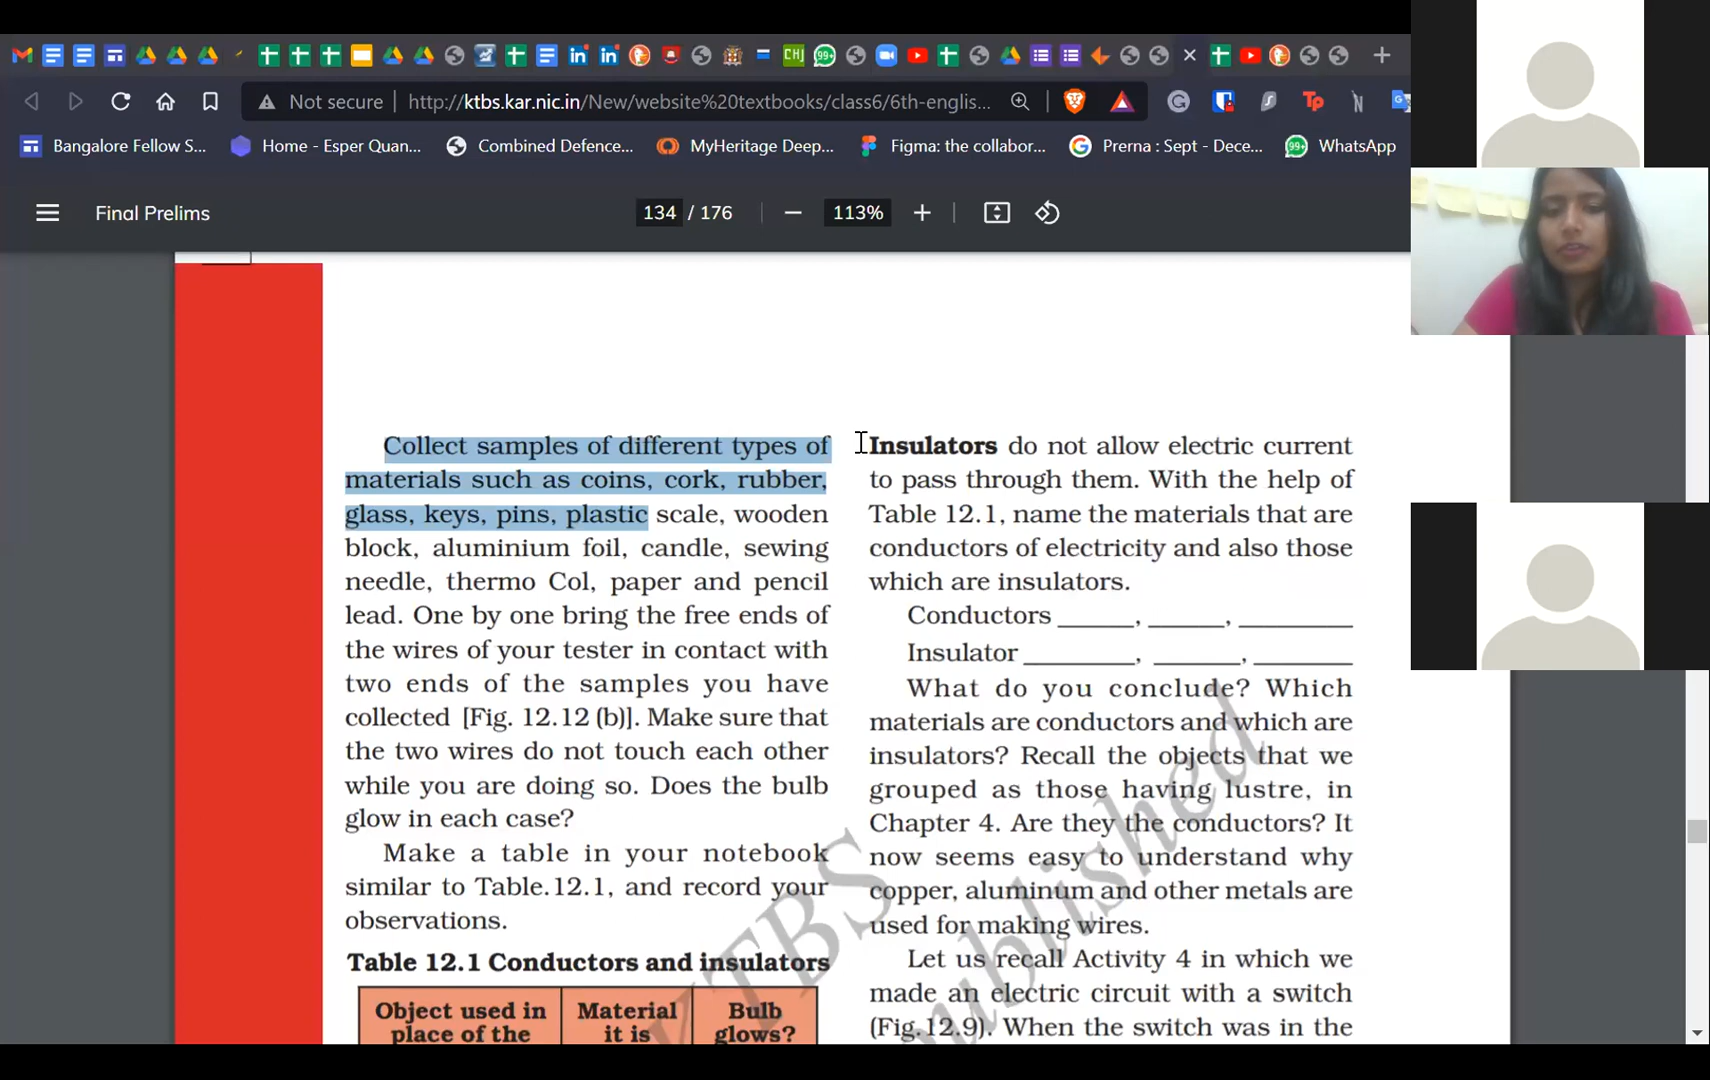 Not secure
http://ktbs.kar.nic.in/New/website%20textbooks/class6/6th-englis...
Bangalore Fellow S...
Home - Esper Quan...
Combined Defence...
MyHeritage Deep...
Figma: the collabor...
Prerna : Sept - Dece...
99+
WhatsApp
Final Prelims
134 / 176
113%
Collect samples of different types of
materials such as coins, cork, rubber,
glass, keys, pins, plastic scale, wooden
block, aluminium foil, candle, sewing
needle, thermo Col, paper and pencil
lead. One by one bring the free ends of
the wires of your tester in contact with
two ends of the samples you have
collected [Fig. 12.12 (b)]. Make sure that
the two wires do not touch each other
while you are doing so. Does the bulb
glow in each case?
Make a table in your notebook
similar to Table.12.1, and record your
observations.
Table 12.1 Conductors and insulators
Object used in
place of the
Material
it is
Bulb
glows?
Insulators do not allow electric current
to pass through them. With the help of
Table 12.1, name the materials that are
conductors of electricity and also those
which are insulators.
Conductors ______, ______, _________
Insulator _________, ______, ________
What do you conclude? Which
materials are conductors and which are
insulators? Recall the objects that we
grouped as those having lustre, in
Chapter 4. Are they the conductors? It
now seems easy to understand why
copper, aluminum and other metals are
used for making wires.
Let us recall Activity 4 in which we
made an electric circuit with a switch
(Fig.12.9). When the switch was in the
KTBS
published